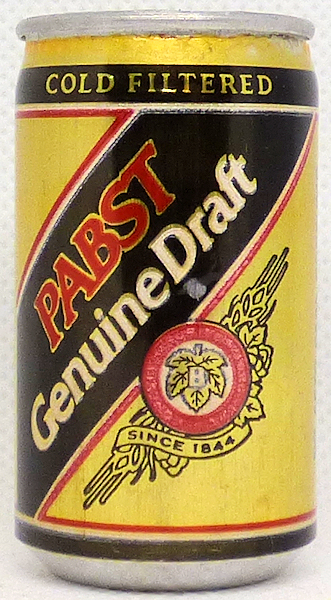 COLD FILTERED
PABST
Genuine Draft
B
SINCE 1844